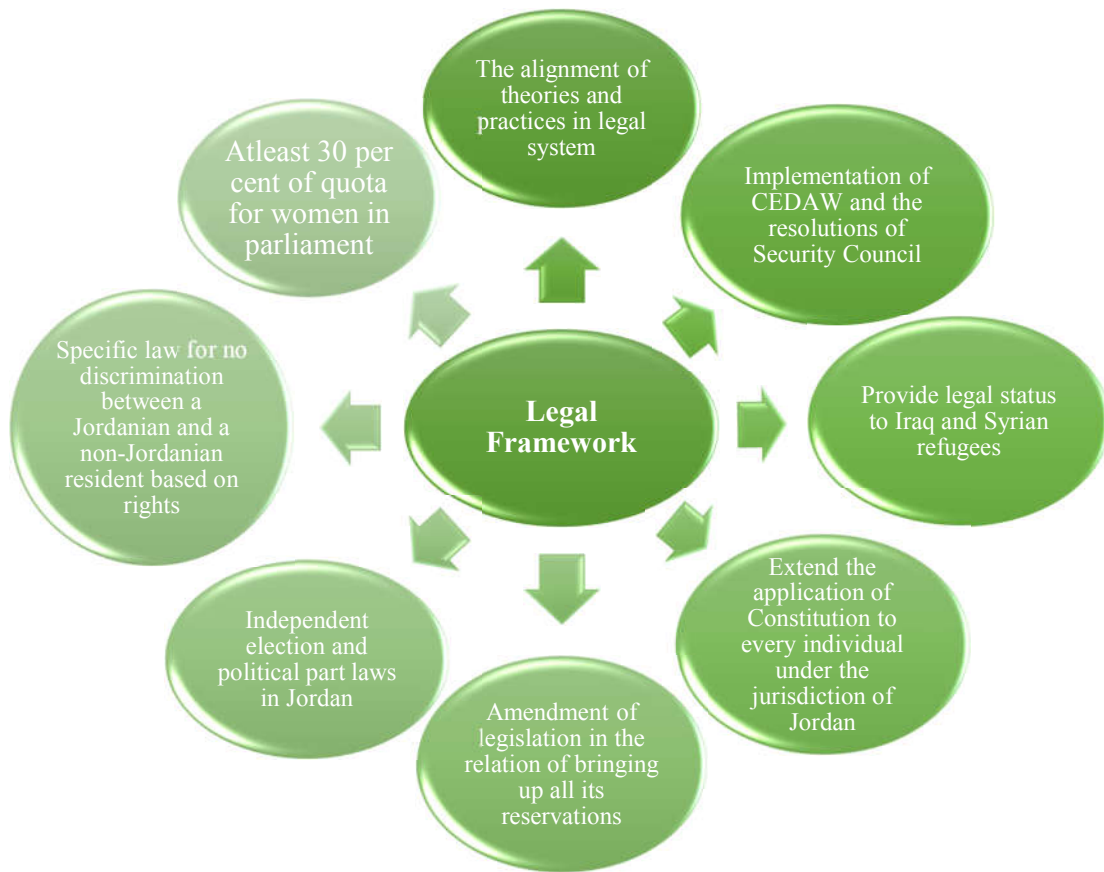 The alignment of
theories and
practices in legal
system
Implementation of
CEDAW and the
resolutions of
Security Council
Provide legal status
to Iraq and Syrian
refugees
Extend the
application of
Constitution to
every individual
under the
jurisdiction of
Jordan
Amendment of
legislation in the
relation of bringing
up all its
reservations
Independent
election and
political part laws
in Jordan
Specific law for no
discrimination
between a
Jordanian and a
non-Jordanian
resident based on
rights
Atleast 30 per
cent of quota
for women in
parliament
Legal
Framework